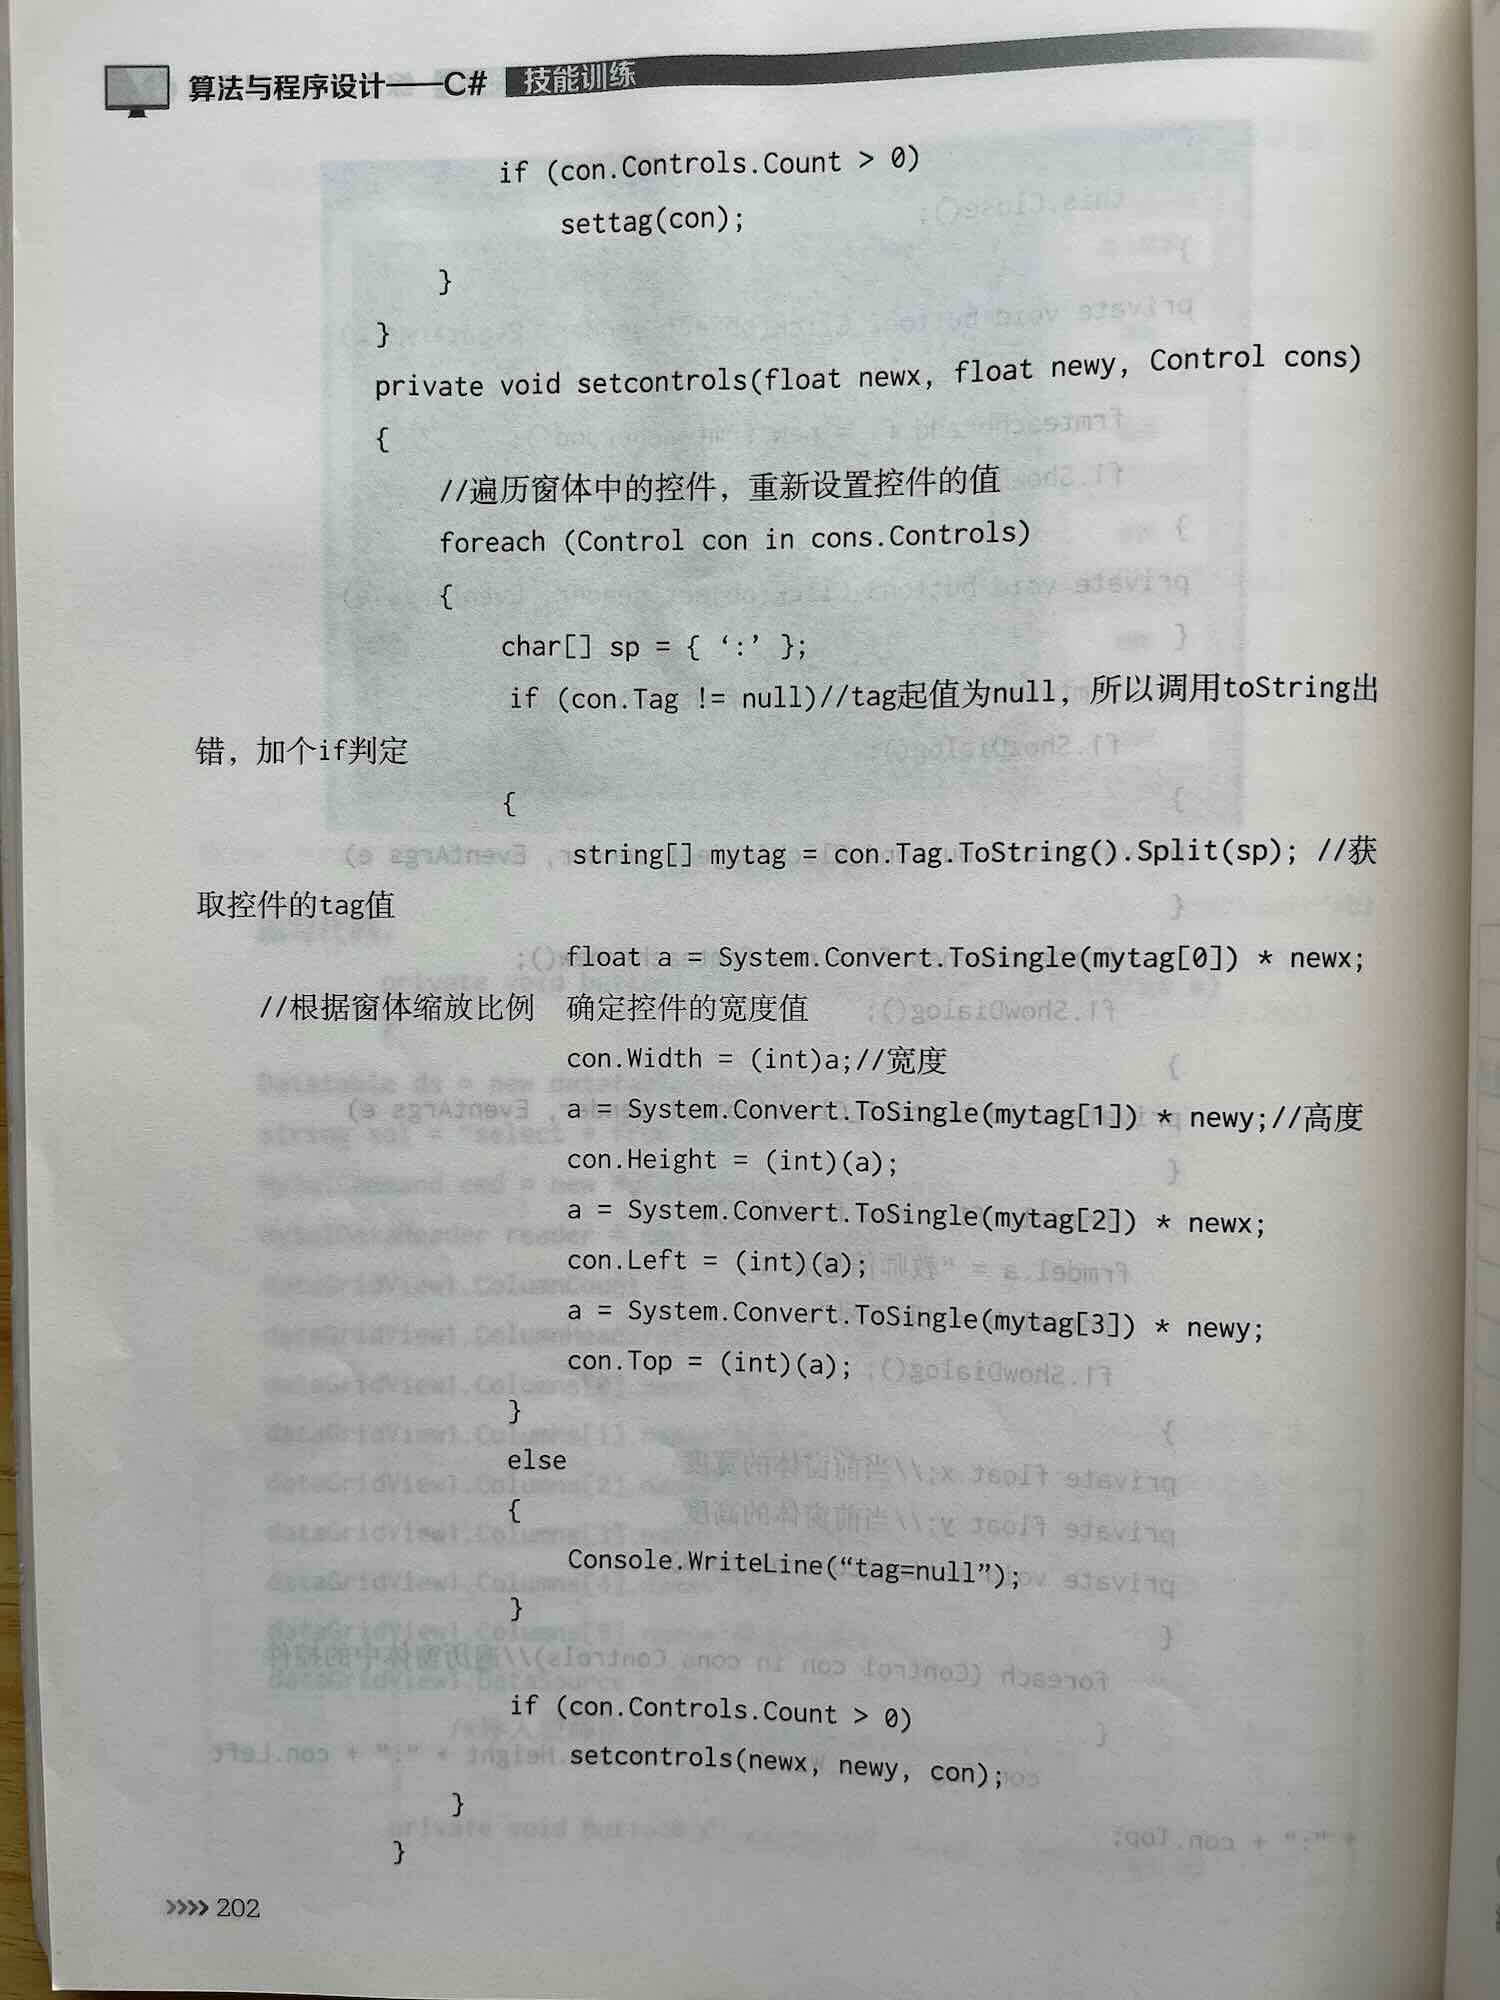 算法与程序设计——C# 技能训练
if (con.Controls.Count > 0)
settag(con);
}
}
private void setcontrols(float newx, float newy, Control cons)
{
//遍历窗体中的控件，重新设置控件的值
foreach (Control con in cons.Controls)
{
char[] sp = { ‘:’ };
if (con.Tag != null)//tag起值为null，所以调用toString出
错，加个if判定
{
string[] mytag = con.Tag.ToString().Split(sp); //获
取控件的tag值
float a = System.Convert.ToSingle(mytag[0]) * newx;
//根据窗体缩放比例 确定控件的宽度值
con.Width = (int)a;//宽度
a = System.Convert.ToSingle(mytag[1]) * newy;//高度
con.Height = (int)(a);
a = System.Convert.ToSingle(mytag[2]) * newx;
con.Left = (int)(a);
a = System.Convert.ToSingle(mytag[3]) * newy;
con.Top = (int)(a);
}
else
{
Console.WriteLine(“tag=null”);
}
if (con.Controls.Count > 0)
setcontrols(newx, newy, con);
}
}
>>>> 202